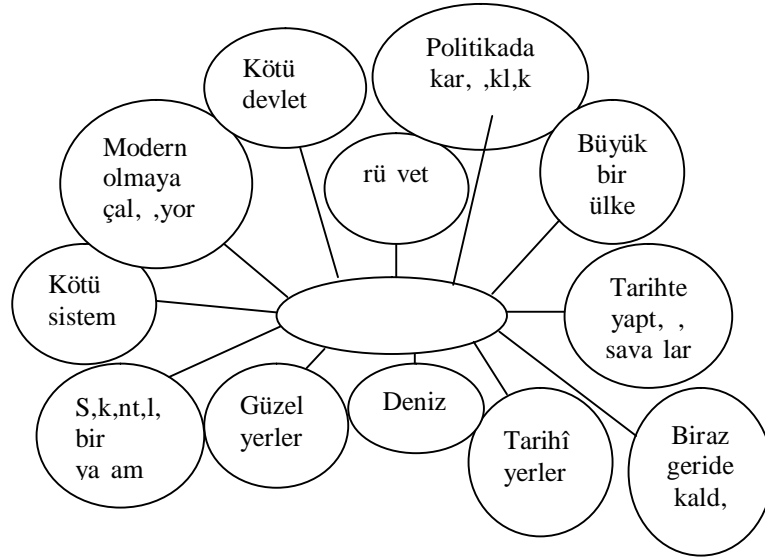 Politikada
kar, ,kl,k
Kötü
devlet
Modern
olmaya
çal, ,yor
rü vet
Büyük
bir
ülke
Kötü
sistem
Tarihte
yapt, ,
sava lar
S,k,nt,l,
bir
ya am
Güzel
yerler
Deniz
Tarihî
yerler
Biraz
geride
kald,